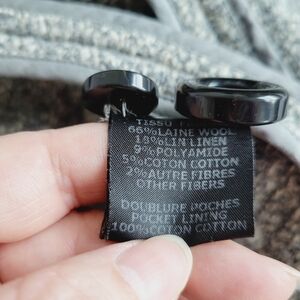 TISSU
66%LAINE WOOL
18%LIN LINEN
9%POLYAMIDE
5%COTON COTTON
2%AUTRE FIBRES
OTHER FIBERS
DOUBLURE POCHES
POCKET LINING
100%COTON COTTON